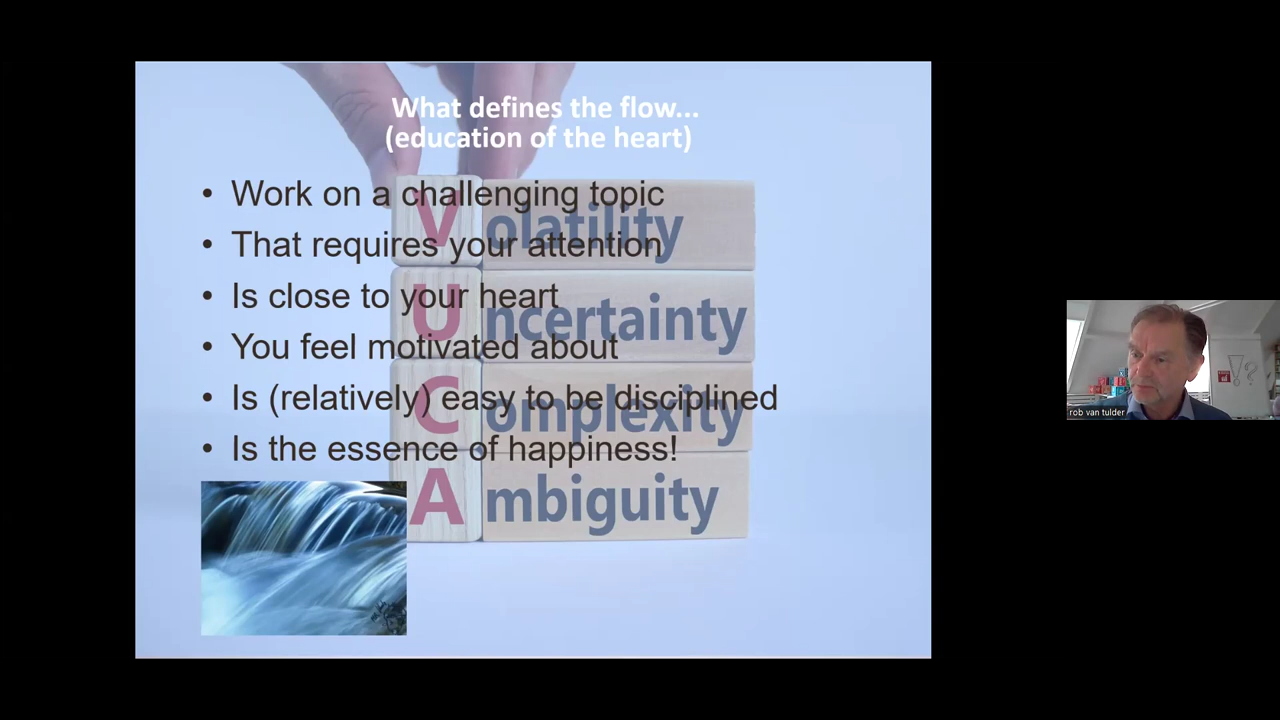 What defines the flow...
(education of the heart)
• Work on a challenging topic
• That requires your attention
• Is close to your heart
• You feel motivated about
• Is (relatively) easy to be disciplined
• Is the essence of happiness!
Volatility
Uncertainty
Complexity
Ambiguity
rob van tulder